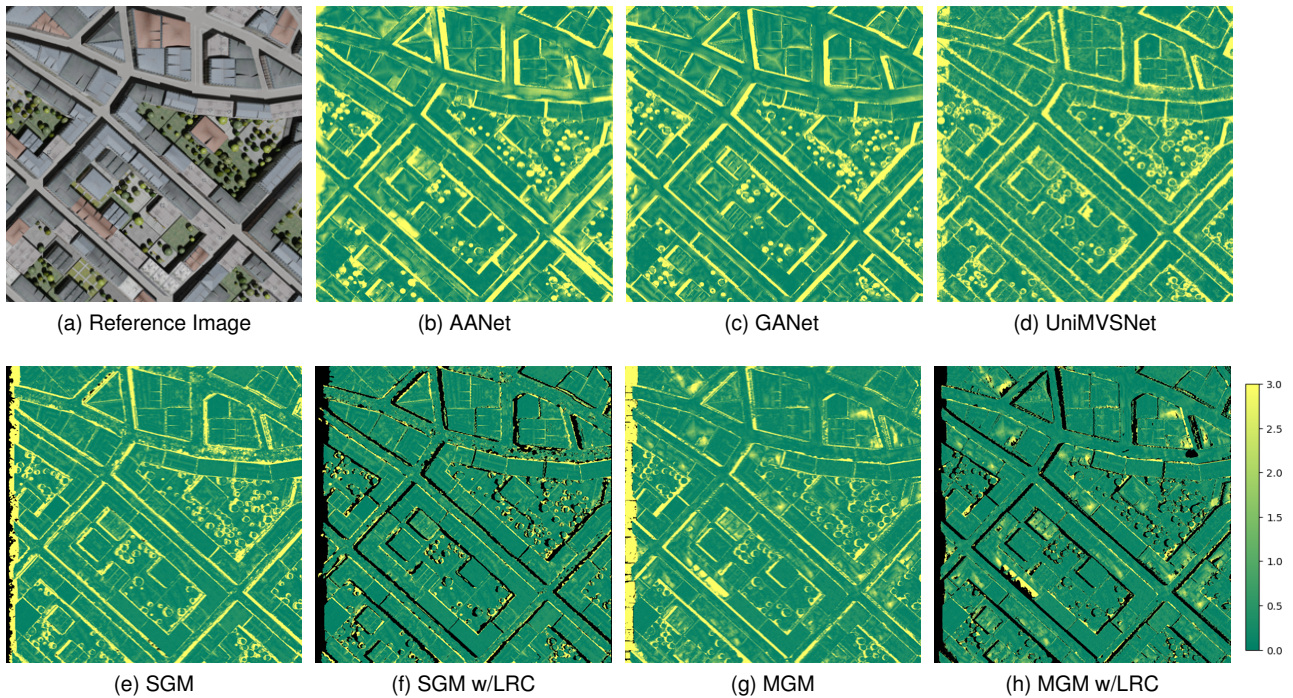 (a) Reference Image
(b) AANet
(c) GANet
(d) UniMVSNet
3.0
2.5
2.0
1.5
1.0
0.5
0.0
(e) SGM
(f) SGM w/LRC
(g) MGM
(h) MGM w/LRC